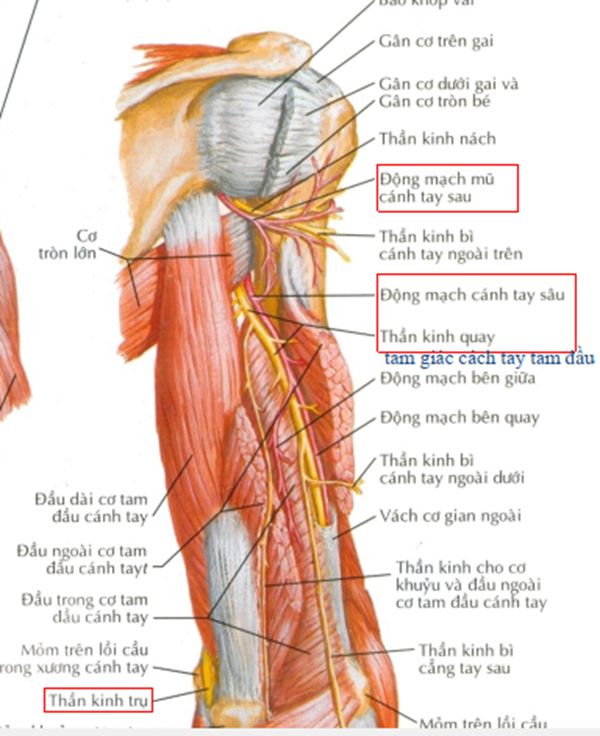 Bao khớp vai
Gân cơ trên gai
Gân cơ dưới gai và
Gân cơ tròn bé
Thần kinh nách
Động mạch mũ
cánh tay sau
Cơ
tròn lớn
Thần kinh bì
cánh tay ngoài trên
Động mạch cánh tay sâu
Thần kinh quay
tam giác cách tay tam đầu
Động mạch bên giữa
Động mạch bên quay
Thần kinh bì
cánh tay ngoài dưới
Đầu dài cơ tam
đầu cánh tay
Vách cơ gian ngoài
Đầu ngoài cơ tam
đầu cánh tayt
Thần kinh cho cơ
khuỷu và đầu ngoài
cơ tam đầu cánh tay
Đầu trong cơ tam
đầu cánh tay
Mỏm trên lồi cầu
rong xương cánh tay
Thần kinh bì
cẳng tay sau
Thần kinh trụ
Mỏm trên lồi cầu